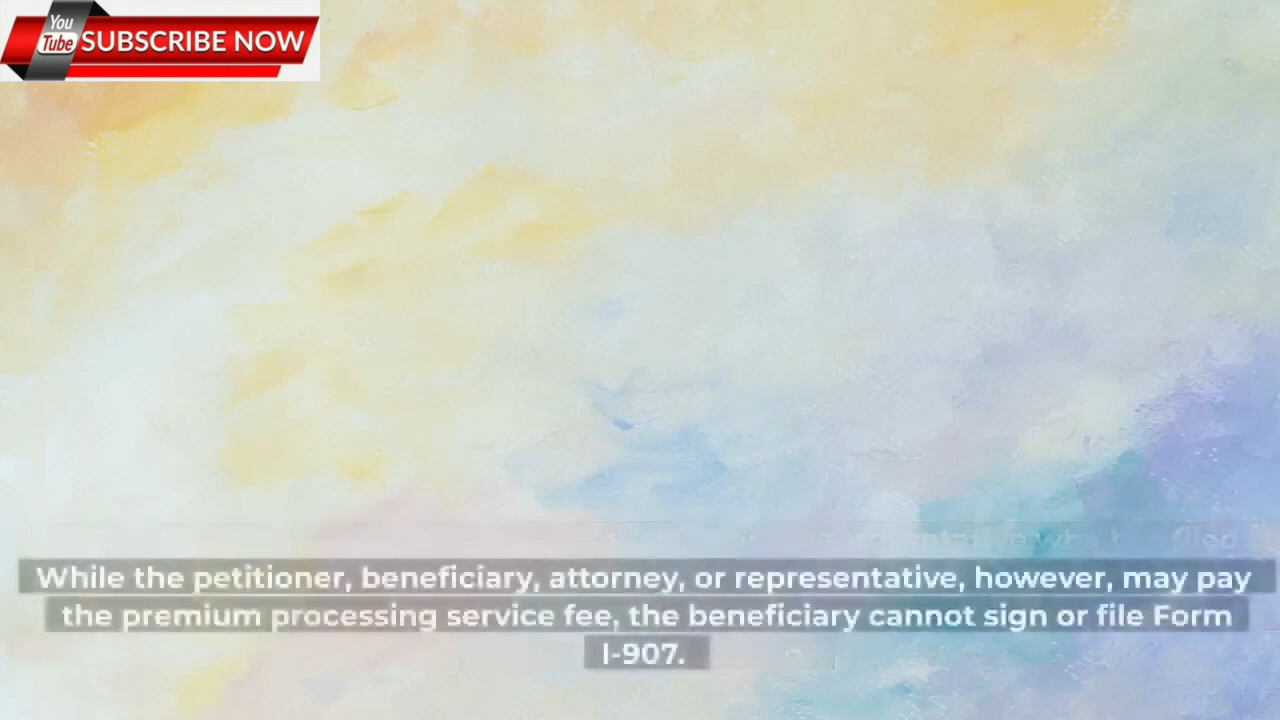 You
Tube SUBSCRIBE NOW
filed
While the petitioner, beneficiary, attorney, or representative, however, may pay
the premium processing service fee, the beneficiary cannot sign or file Form
I-907.